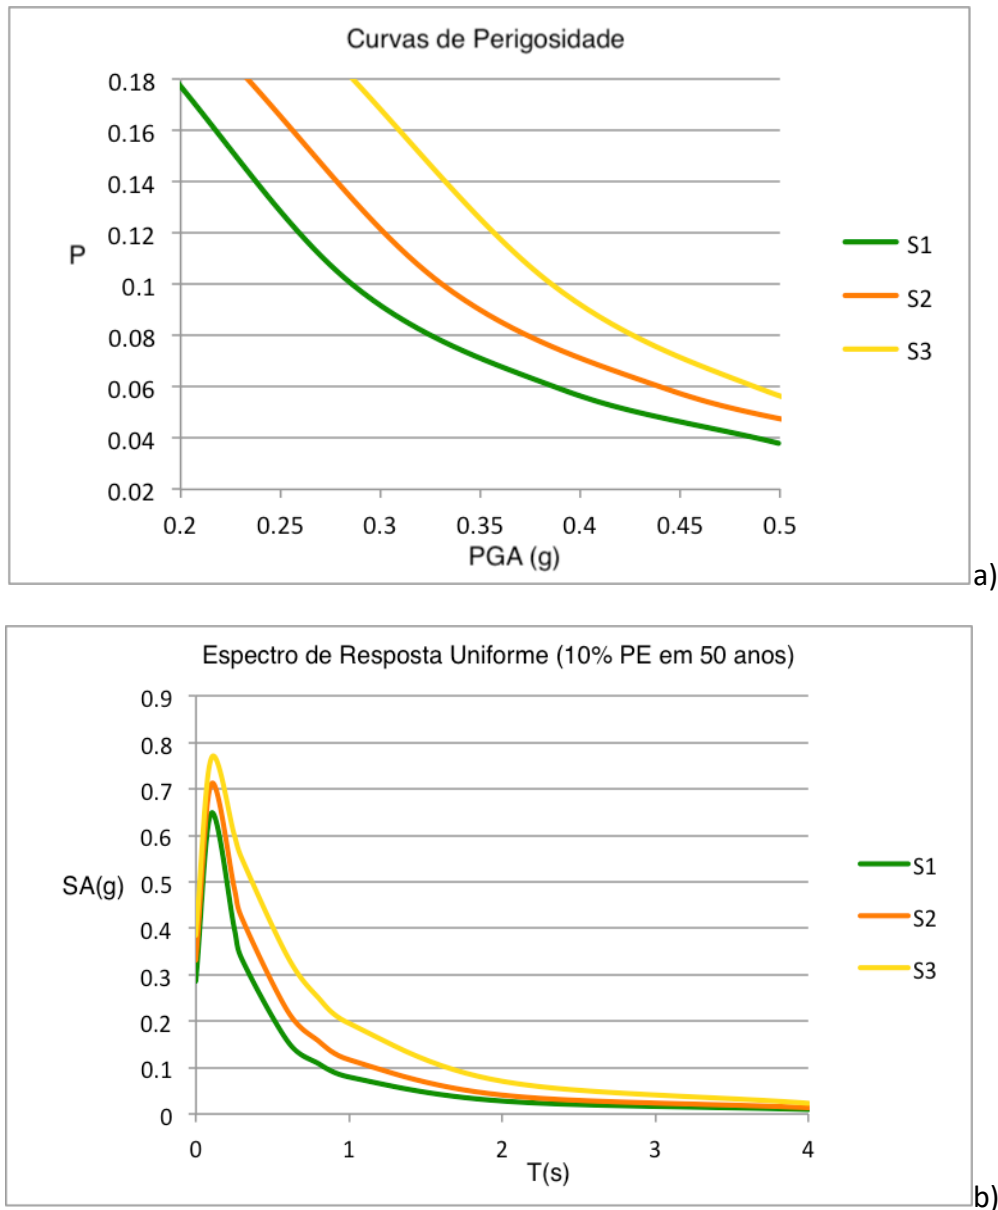 Curvas de Perigosidade
0.18
0.16
0.14
0.12
P
0.1
0.08
0.06
0.04
0.02
0.2 0.25 0.3 0.35 0.4 0.45 0.5
PGA (g)
S1
S2
S3
a)
Espectro de Resposta Uniforme (10% PE em 50 anos)
0.9
0.8
0.7
0.6
0.5
SA(g)
0.4
0.3
0.2
0.1
0
0 1 2 3 4
T(s)
S1
S2
S3
b)